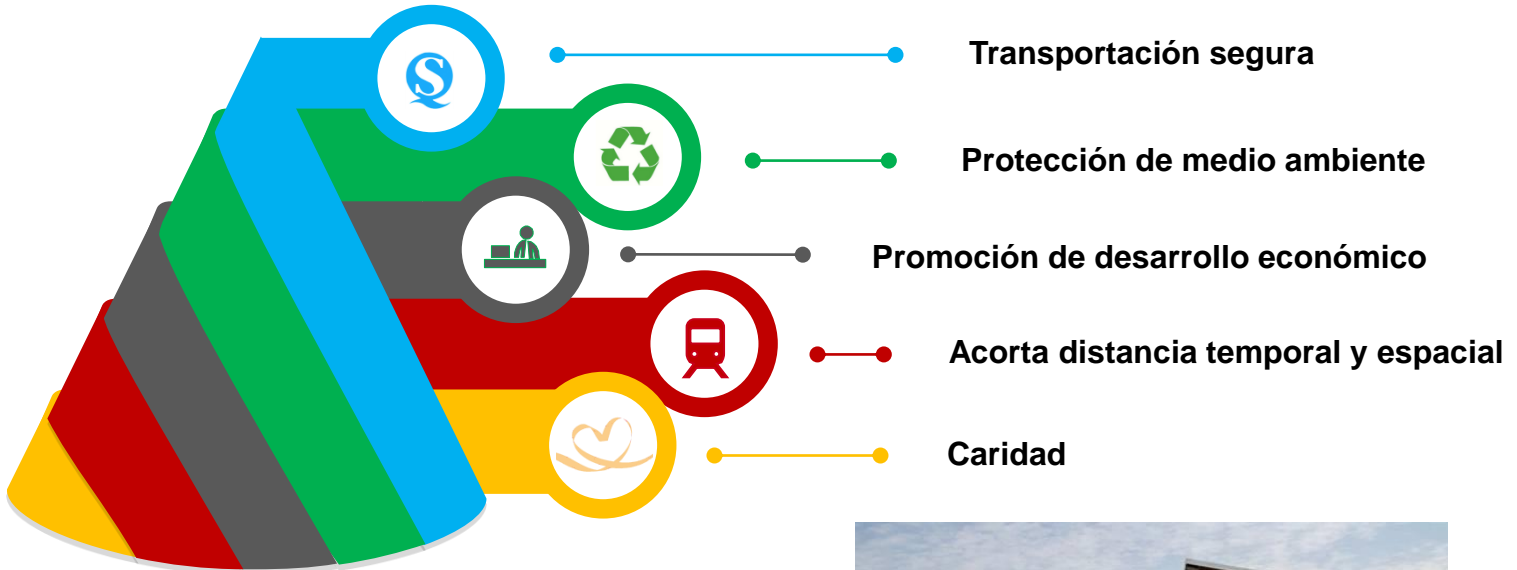 Transportación segura
Protección de medio ambiente
Promoción de desarrollo económico
Acorta distancia temporal y espacial
Caridad